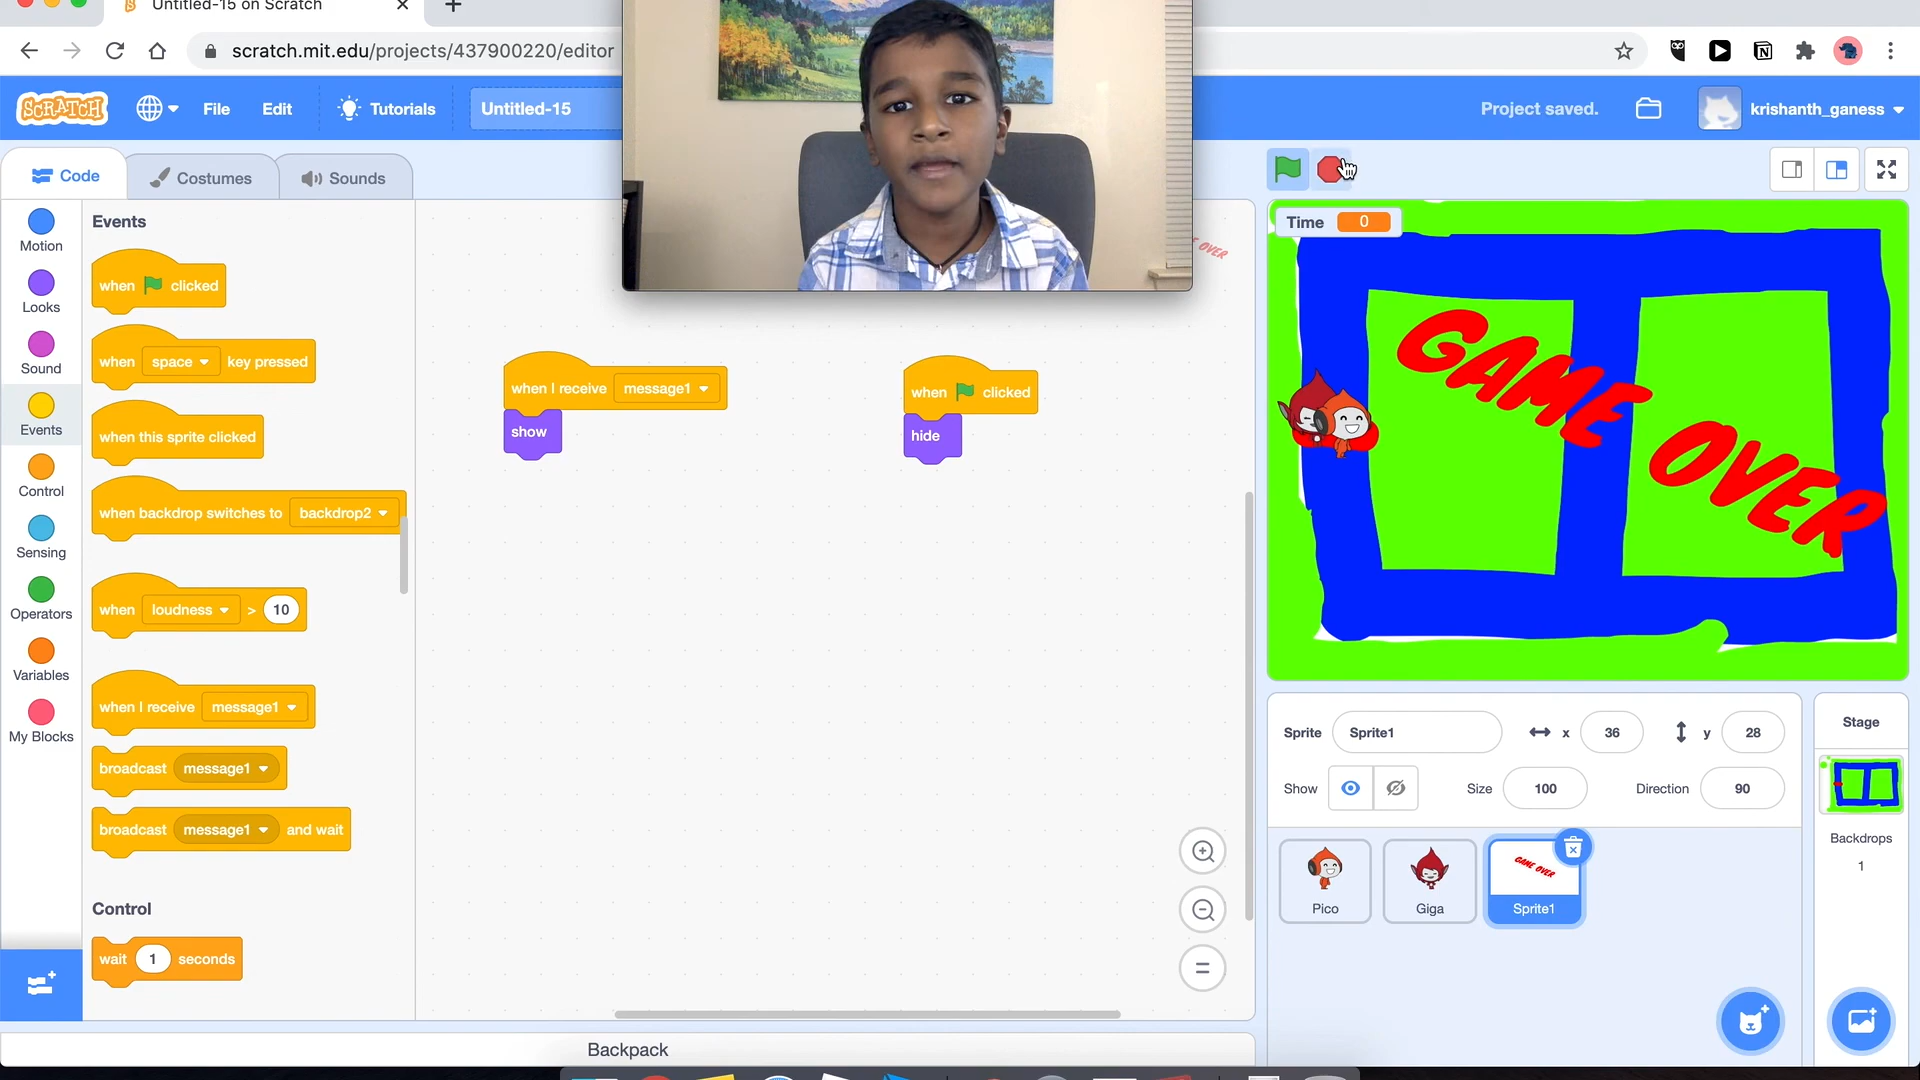 Untitled-15 on Scratch
scratch.mit.edu/projects/437900220/editor
SCRATCH
File
Edit
Tutorials
Untitled-15
Project saved.
krishanth_ganess
Code
Costumes
Sounds
Motion
Looks
Sound
Events
Control
Sensing
Operators
Variables
My Blocks
Events
when clicked
when space key pressed
when this sprite clicked
when backdrop switches to backdrop2
when loudness > 10
when I receive message1
broadcast message1
broadcast message1 and wait
Control
wait 1 seconds
OVER
when I receive message1
show
when clicked
hide
Backpack
Time 0
GAME OVER
Sprite Sprite1 x 36 y 28
Show Size 100 Direction 90
Pico
Giga
GAME OVER
Sprite1
Stage
Backdrops
1